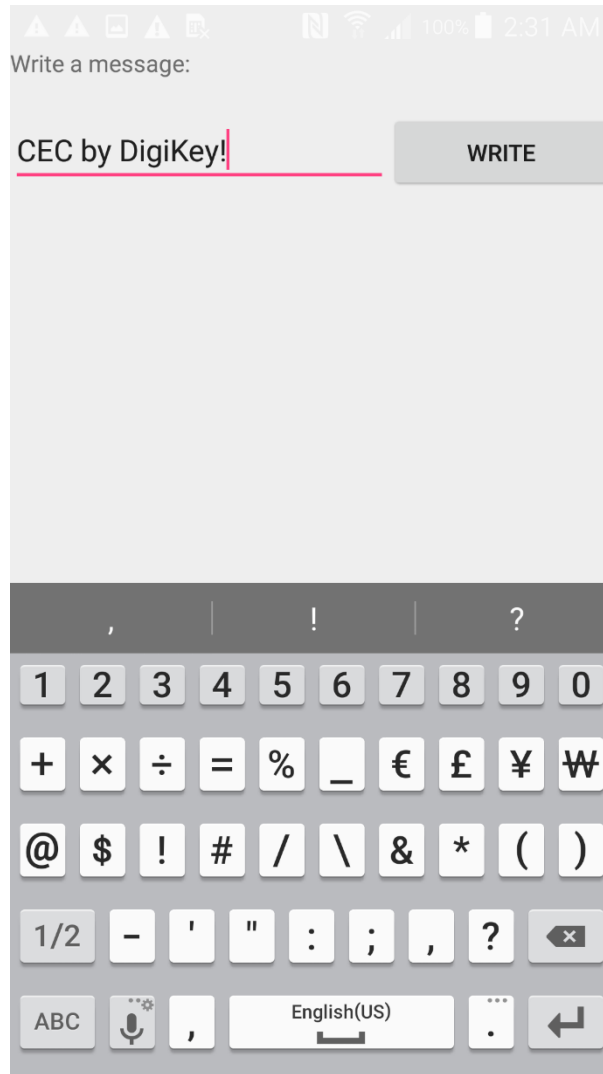 100% 2:31 AM
Write a message:
CEC by DigiKey! WRITE
, ! ?
1 2 3 4 5 6 7 8 9 0
+ × ÷ = % _ € £ ¥ ₩
@ $ ! # / \ & * ( )
1/2 - ' " : ; , ?
ABC , English(US) .